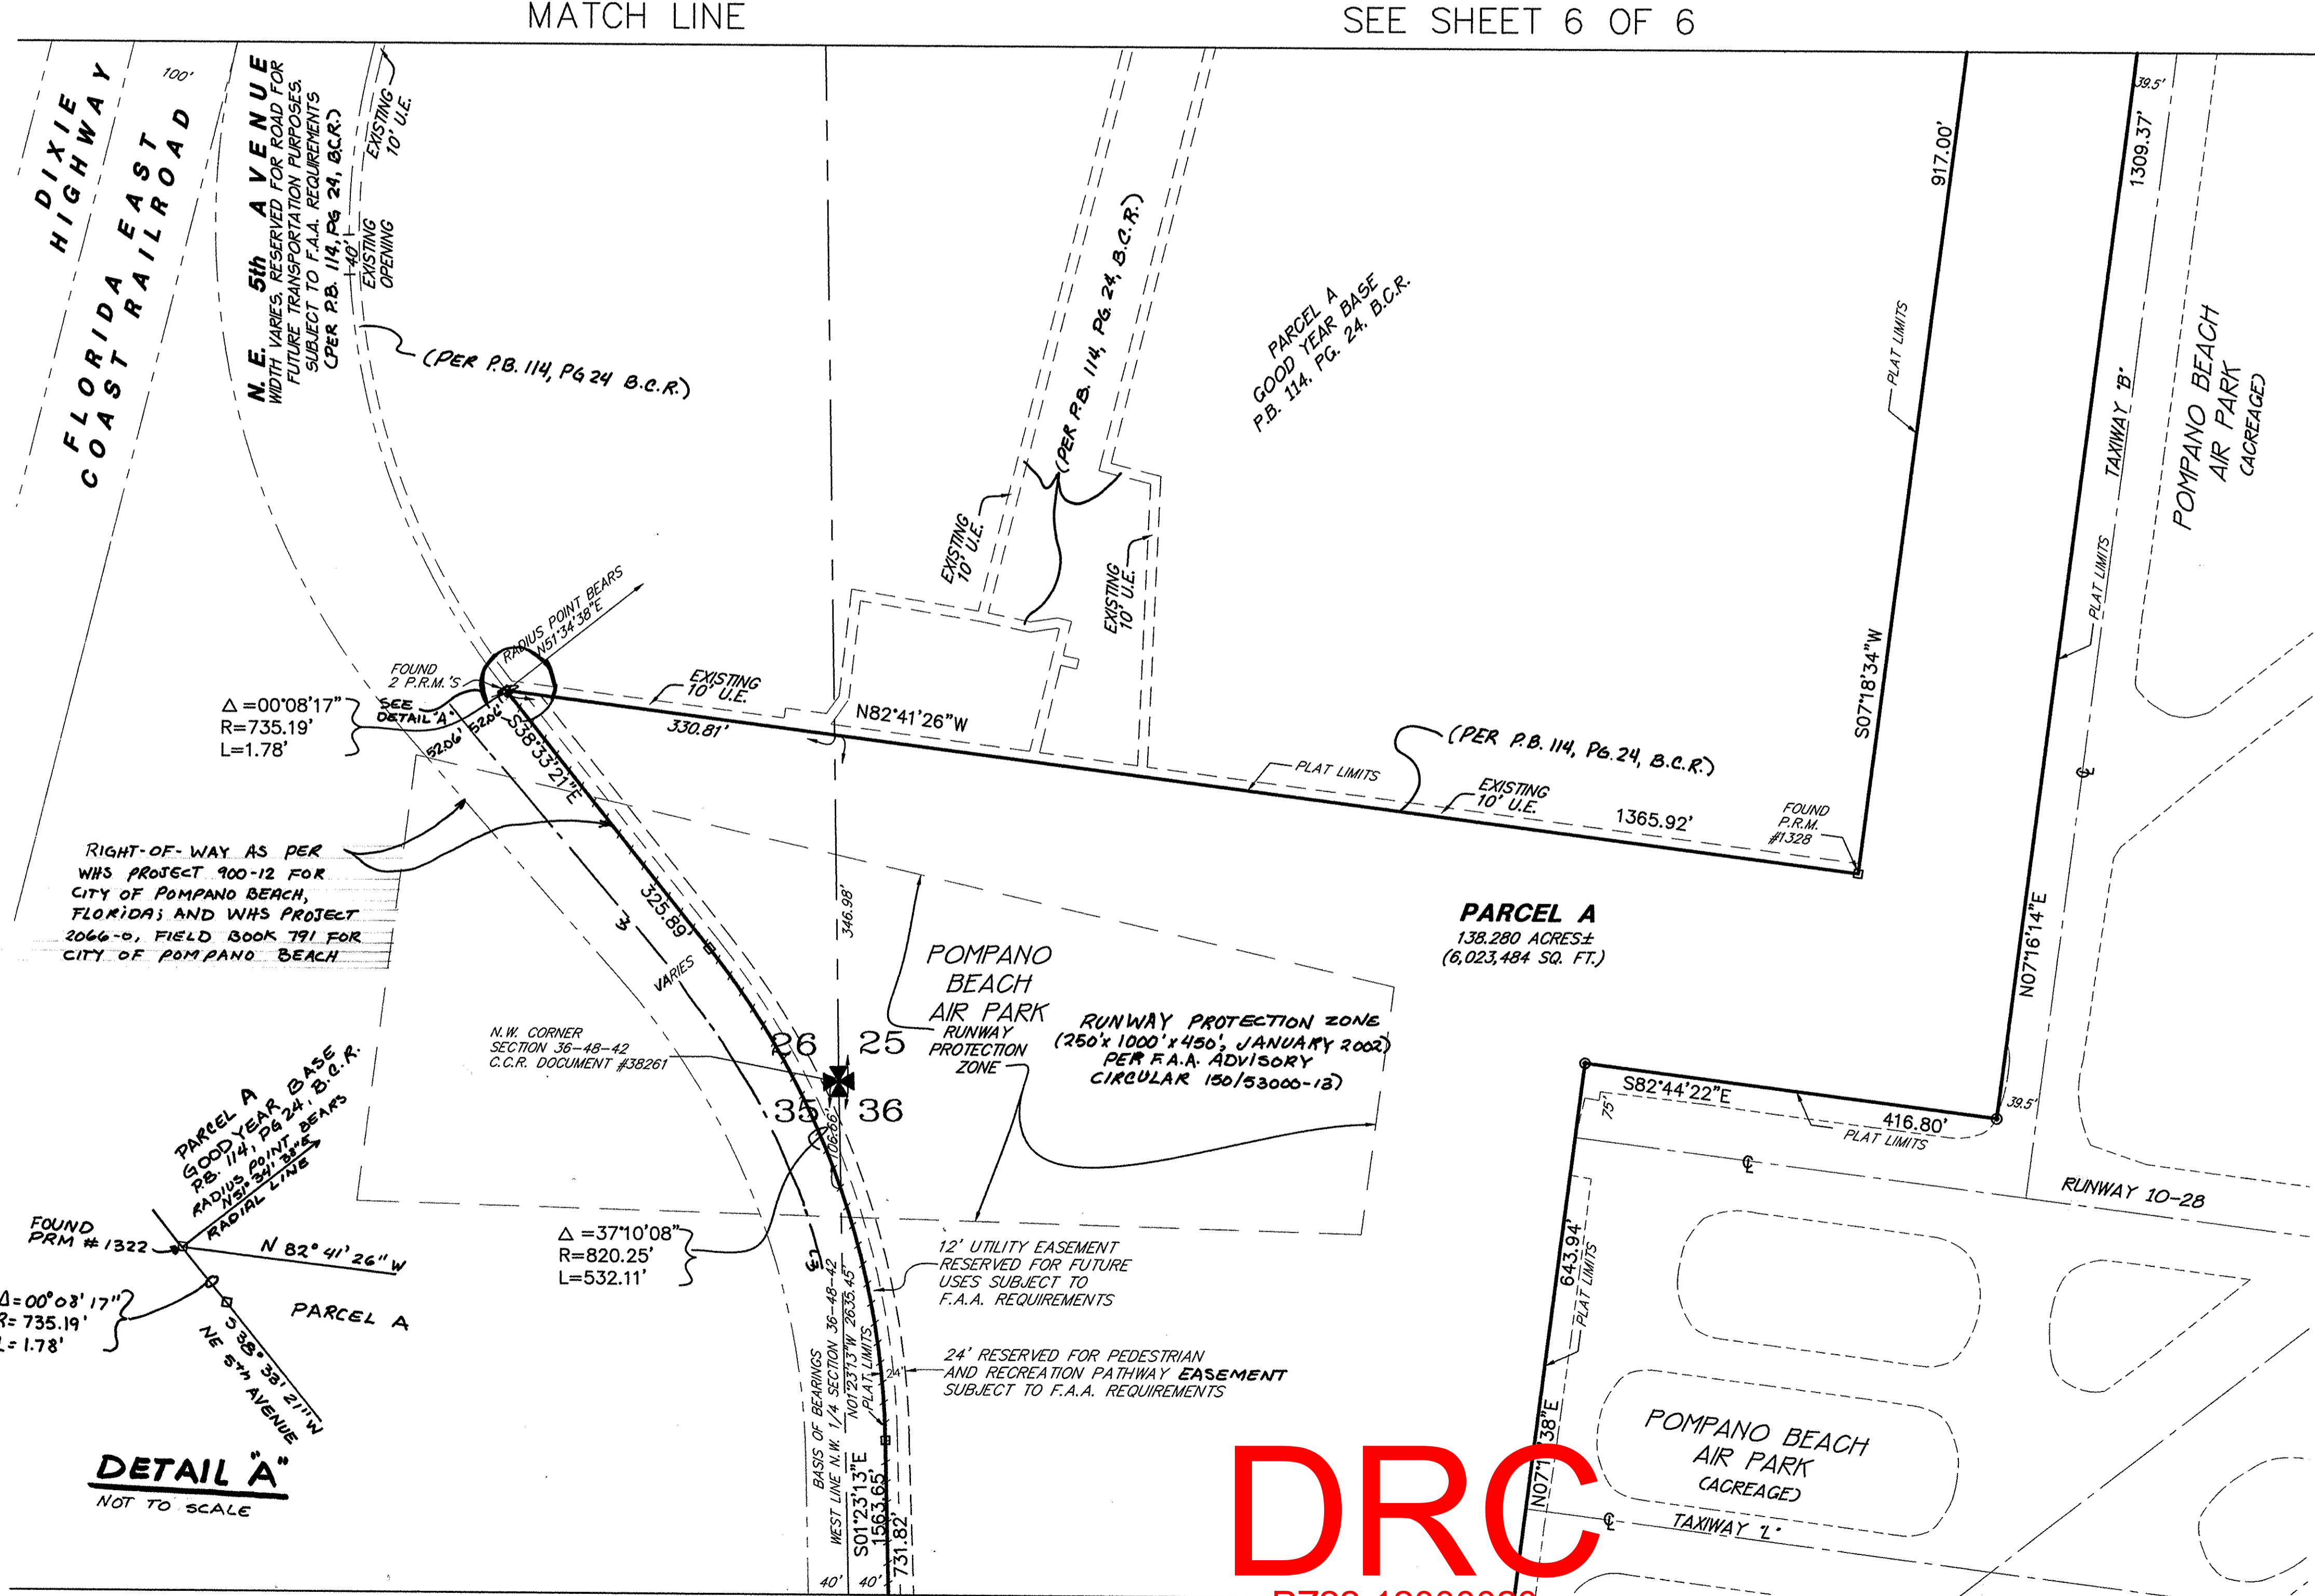 MATCH LINE
SEE SHEET 6 OF 6
DIXIE
HIGHWAY
100'
FLORIDA EAST
COAST RAILROAD
N.E. 5th AVENUE
WIDTH VARIES. RESERVED FOR ROAD FOR
FUTURE TRANSPORTATION PURPOSES.
SUBJECT TO F.A.A. REQUIREMENTS
(PER P.B. 114, PG 24, B.C.R.)
EXISTING
10' U.E.
40'
EXISTING
OPENING
(PER P.B. 114, PG 24 B.C.R.)
(PER P.B. 114, PG. 24, B.C.R.)
EXISTING
10' U.E.
EXISTING
10' U.E.
PARCEL A
GOOD YEAR BASE
P.B. 114, PG. 24, B.C.R.
917.00'
PLAT LIMITS
S07°18'34"W
39.5'
1309.37'
TAXIWAY "B"
PLAT LIMITS
POMPANO BEACH
AIR PARK
(ACREAGE)
RADIUS POINT BEARS
N51°34'38"E
FOUND
2 P.R.M.'S
SEE
DETAIL "A"
Δ =00°08'17"
R=735.19'
L=1.78'
52.06'
52.06'
S38°33'21"E
EXISTING
10' U.E.
330.81'
N82°41'26"W
PLAT LIMITS
(PER P.B. 114, PG. 24, B.C.R.)
EXISTING
10' U.E.
1365.92'
FOUND
P.R.M.
#1328
RIGHT-OF-WAY AS PER
WHS PROJECT 900-12 FOR
CITY OF POMPANO BEACH,
FLORIDA; AND WHS PROJECT
2066-0, FIELD BOOK 791 FOR
CITY OF POMPANO BEACH
325.89'
VARIES
346.98'
POMPANO
BEACH
AIR PARK
RUNWAY
PROTECTION
ZONE
RUNWAY PROTECTION ZONE
(250'x 1000'x 450', JANUARY 2002)
PER F.A.A. ADVISORY
CIRCULAR 150/53000-13)
PARCEL A
138.280 ACRES±
(6,023,484 SQ. FT.)
N07°16'14"E
N.W. CORNER
SECTION 36-48-42
C.C.R. DOCUMENT #38261
26 25
35 36
106.66'
S82°44'22"E
75'
416.80'
PLAT LIMITS
39.5'
RUNWAY 10-28
PARCEL A
GOODYEAR BASE
P.B. 114, PG 24, B.C.R.
RADIUS POINT BEARS
N51°34'38"E
RADIAL LINE
FOUND
PRM #1322
N 82°41'26" W
Δ=00°08'17"
R=735.19'
L=1.78'
PARCEL A
S 38°33'21" W
NE 5TH AVENUE
DETAIL "A"
NOT TO SCALE
Δ =37°10'08"
R=820.25'
L=532.11'
12' UTILITY EASEMENT
RESERVED FOR FUTURE
USES SUBJECT TO
F.A.A. REQUIREMENTS
24' RESERVED FOR PEDESTRIAN
AND RECREATION PATHWAY EASEMENT
SUBJECT TO F.A.A. REQUIREMENTS
BASIS OF BEARINGS
WEST LINE N.W. 1/4 SECTION 36-48-42
N01°23'13"W 2635.45'
PLAT LIMITS
24'
S01°23'13"E
1563.65'
731.82'
40' 40'
643.94'
PLAT LIMITS
POMPANO BEACH
AIR PARK
(ACREAGE)
TAXIWAY "L"
DRC